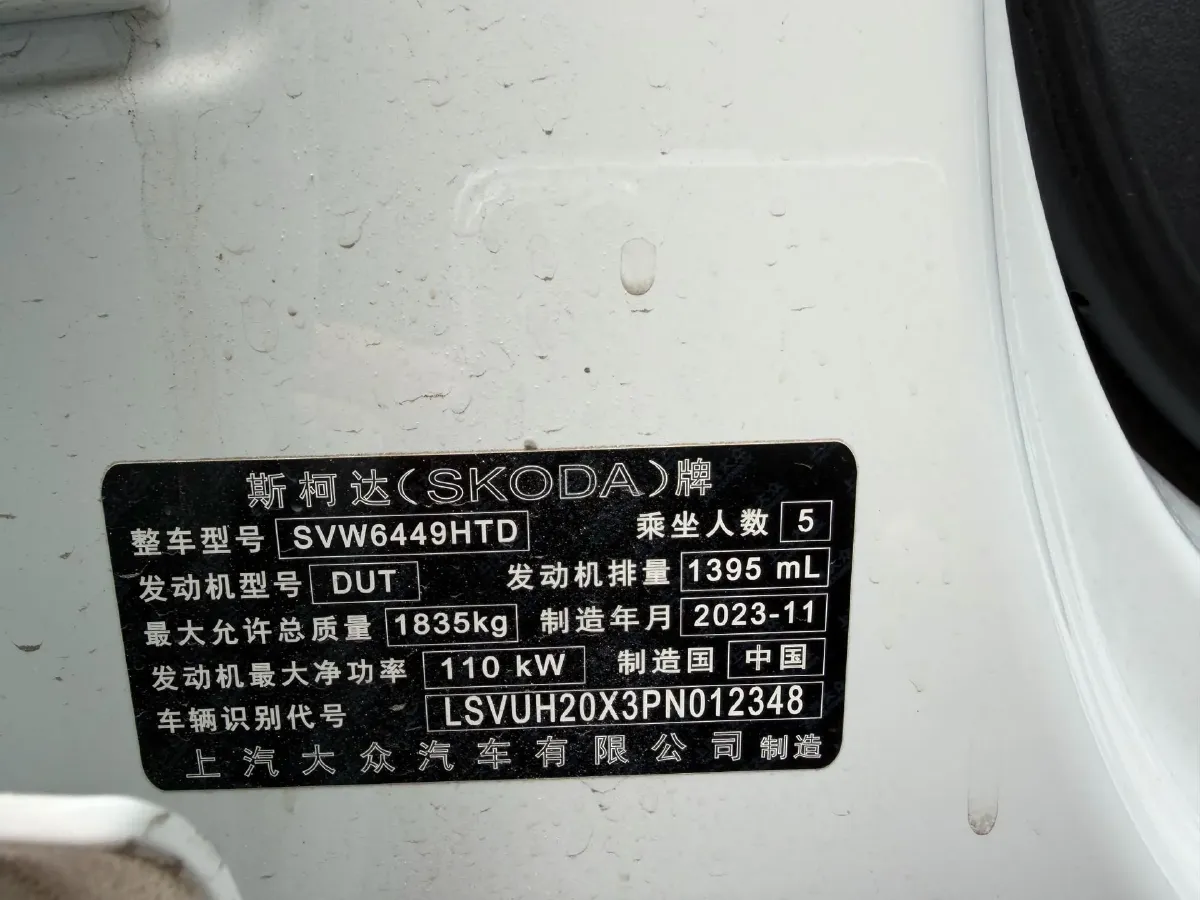 斯柯达(SKODA)牌
整车型号 SVW6449HTD 乘坐人数 5
发动机型号 DUT 发动机排量 1395 mL
最大允许总质量 1835kg 制造年月 2023-11
发动机最大净功率 110 kW 制造国 中国
车辆识别代号 LSVUH20X3PN012348
上汽大众汽车有限公司 制造